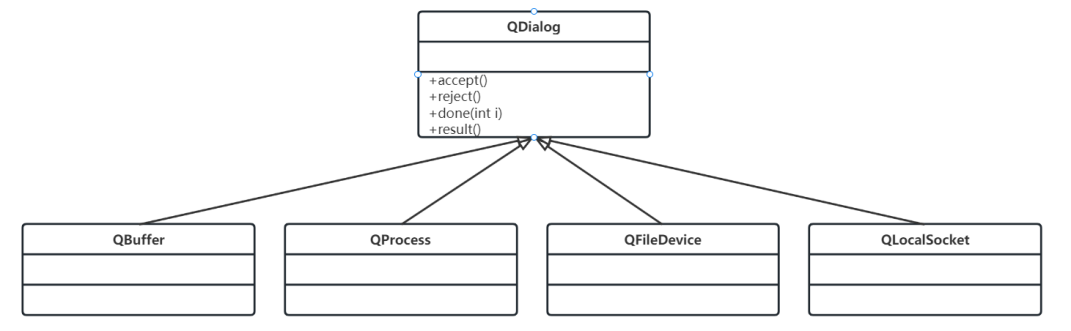 QDialog
+accept()
+reject()
+done(int i)
+result()
QBuffer
QProcess
QFileDevice
QLocalSocket